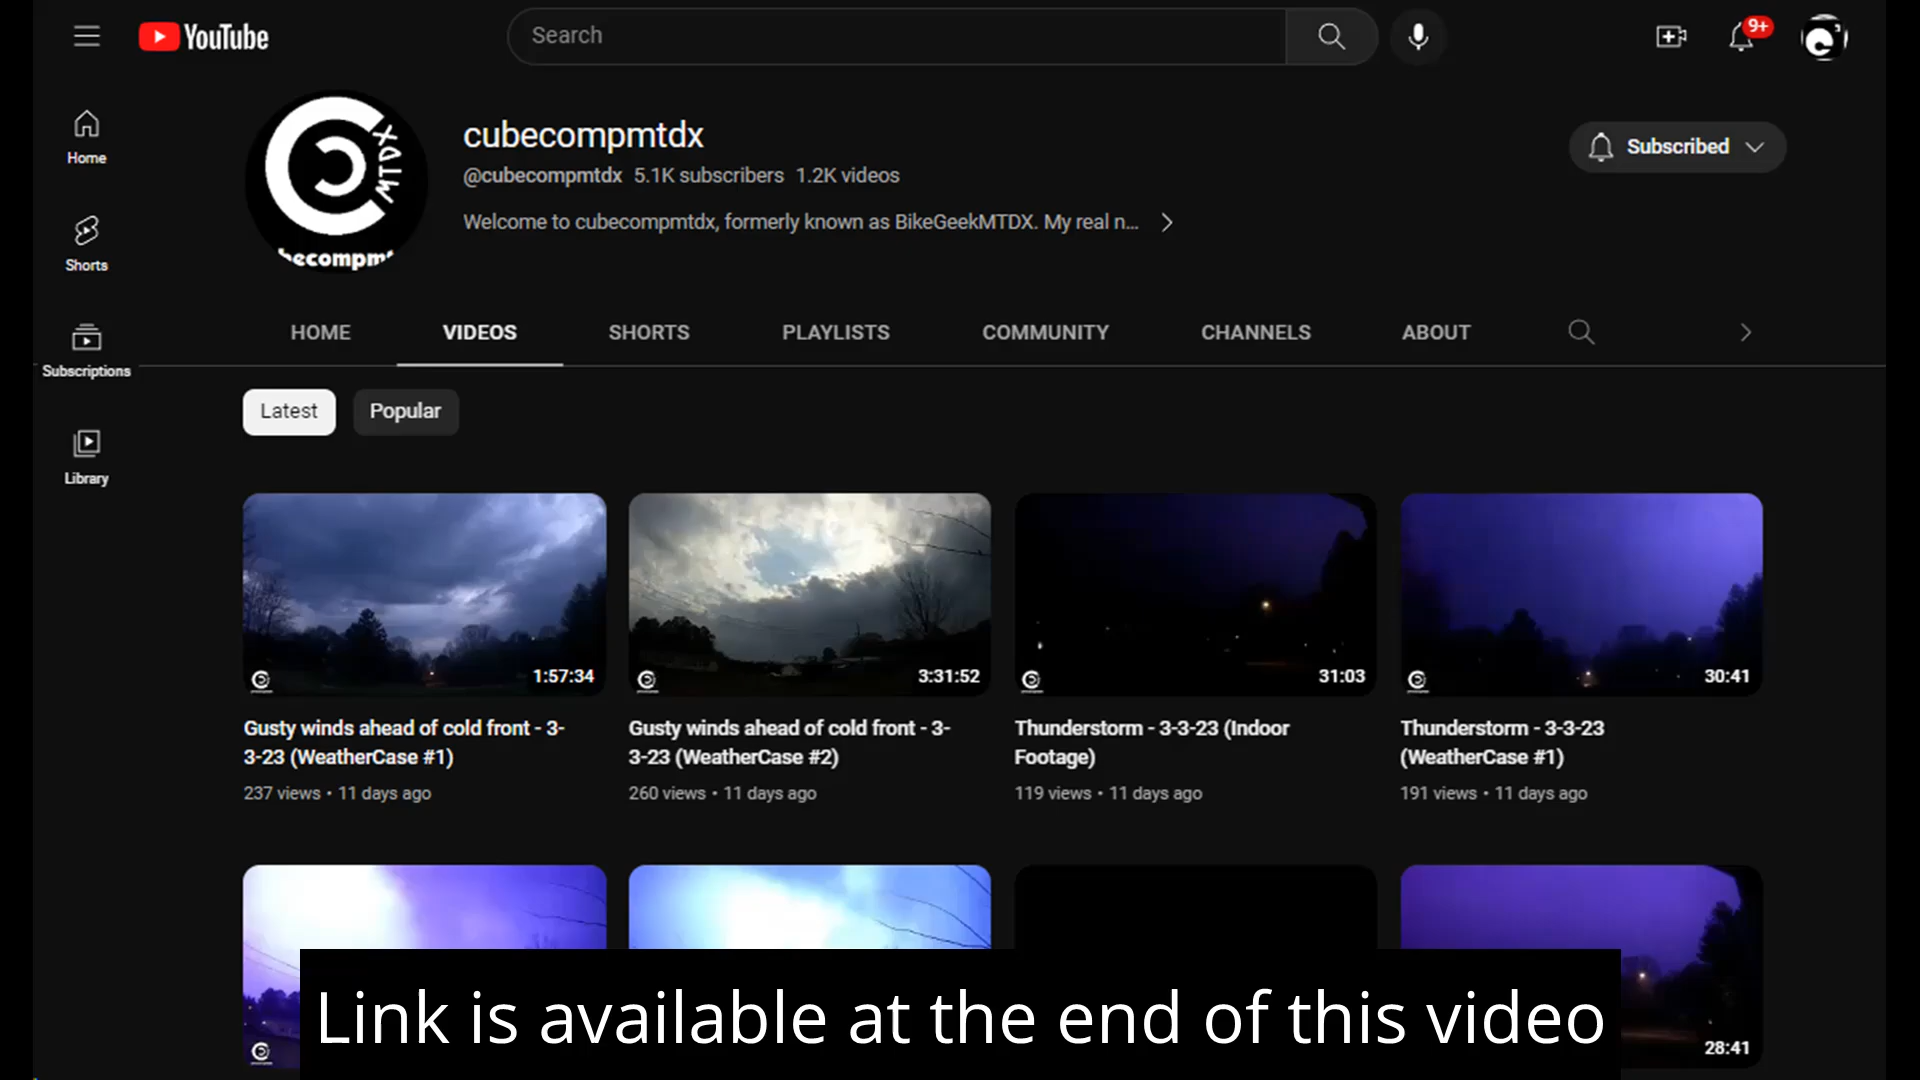 YouTube
Search
9+
Home
Shorts
Subscriptions
Library
MTDX
becompmt
cubecompmtdx
@cubecompmtdx 5.1K subscribers 1.2K videos
Welcome to cubecompmtdx, formerly known as BikeGeekMTDX. My real n...
Subscribed
HOME VIDEOS SHORTS PLAYLISTS COMMUNITY CHANNELS ABOUT
Latest Popular
1:57:34 3:31:52 31:03 30:41
Gusty winds ahead of cold front - 3-
3-23 (WeatherCase #1)
237 views • 11 days ago
Gusty winds ahead of cold front - 3-
3-23 (WeatherCase #2)
260 views • 11 days ago
Thunderstorm - 3-3-23 (Indoor
Footage)
119 views • 11 days ago
Thunderstorm - 3-3-23
(WeatherCase #1)
191 views • 11 days ago
28:41
Link is available at the end of this video